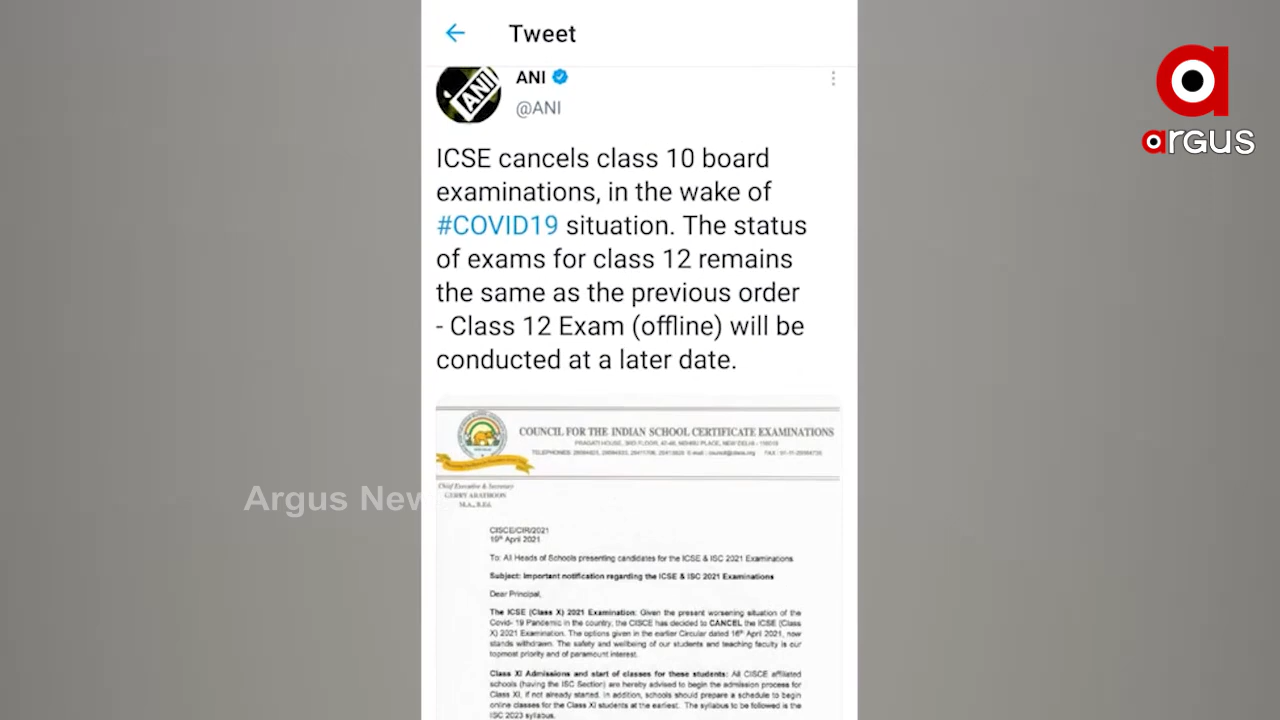 Tweet
ANI
@ANI
ICSE cancels class 10 board
examinations, in the wake of
#COVID19 situation. The status
of exams for class 12 remains
the same as the previous order
- Class 12 Exam (offline) will be
conducted at a later date.
argus
ANI
COUNCIL FOR THE INDIAN SCHOOL CERTIFICATE EXAMINATIONS
PRAGATI HOUSE, 3RD FLOOR, 47-48, NEHRU PLACE, NEW DELHI - 110019
Chief Executive & Secretary
GERRY ARATHOON
M.A., B.Ed.
Argus New
CISCE/CIR/2021
19th April 2021
To: All Heads of Schools presenting candidates for the ICSE & ISC 2021 Examinations
Subject: Important notification regarding the ICSE & ISC 2021 Examinations
Dear Principal,
The ICSE (Class X) 2021 Examination: Given the present worsening situation of the
Covid- 19 Pandemic in the country, the CISCE has decided to CANCEL the ICSE (Class
X) 2021 Examination. The options given in the earlier Circular dated 16th April 2021, now
stands withdrawn. The safety and wellbeing of our students and teaching faculty is our
topmost priority and of paramount interest.
Class XI Admissions and start of classes for these students: All CISCE affiliated
schools (having the ISC Section) are hereby advised to begin the admission process for
Class XI, if not already started. In addition, schools should prepare a schedule to begin
online classes for the Class XI students at the earliest. The syllabus to be followed is the
ISC 2023 syllabus.